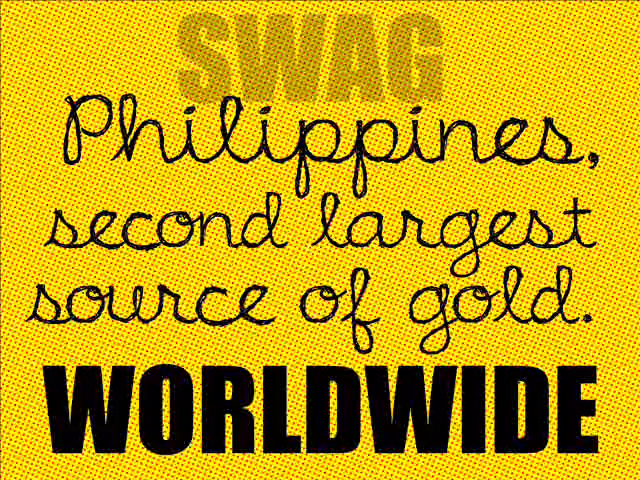 SWAG
Philippines,
second largest
source of gold.
WORLDWIDE